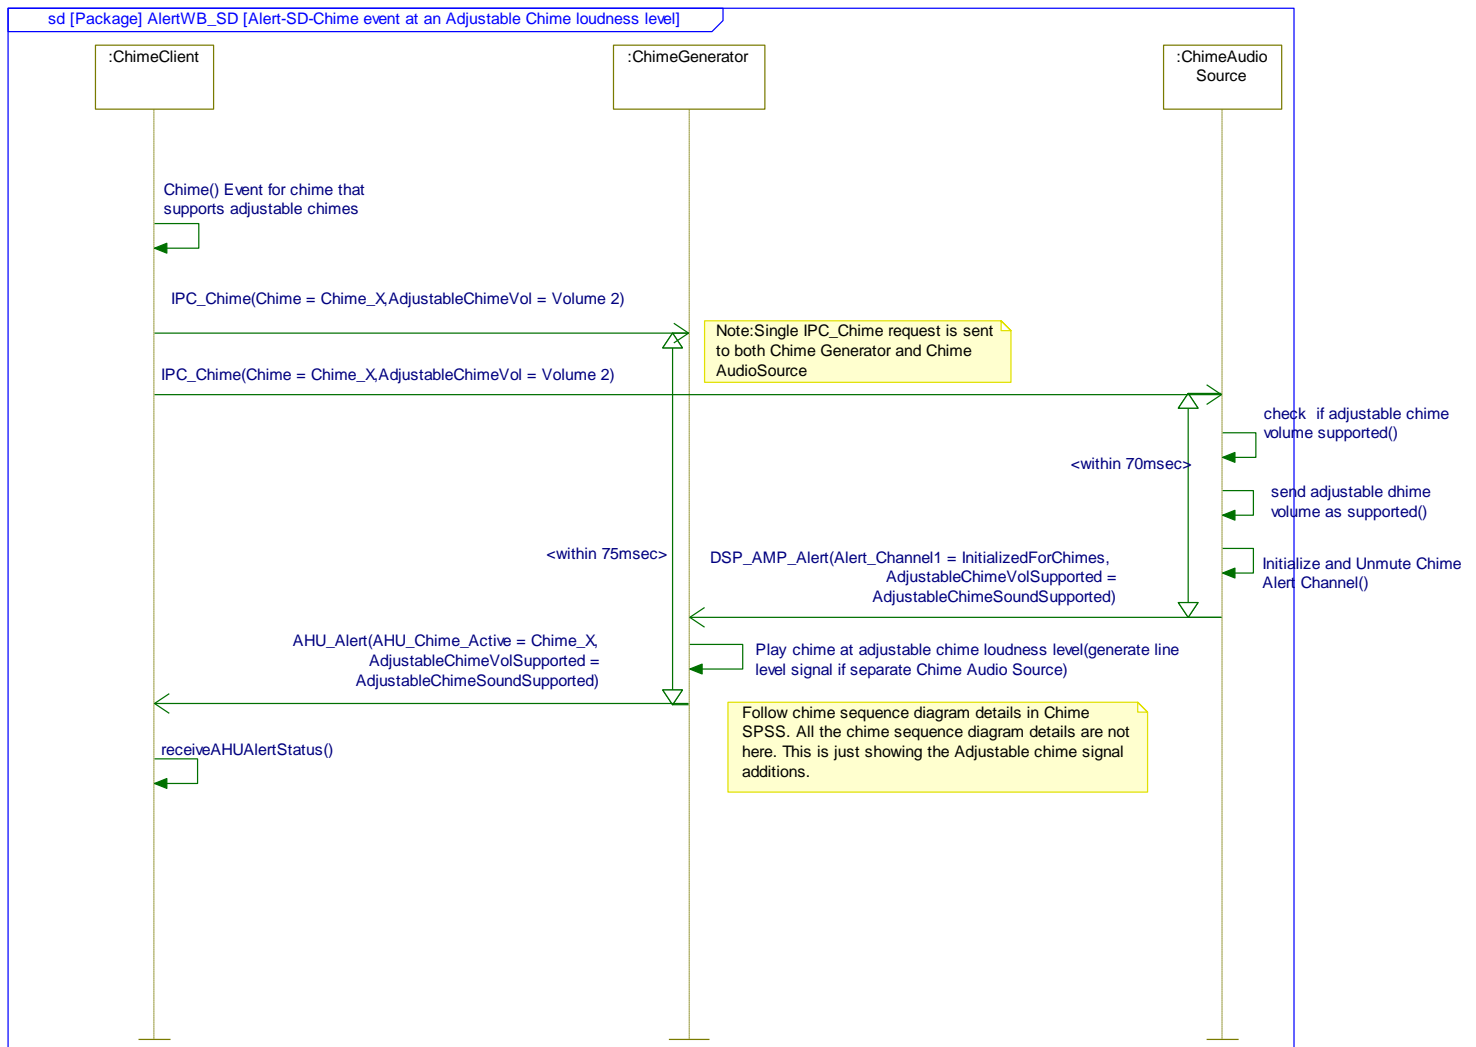 sd [Package] AlertWB_SD [Alert-SD-Chime event at an Adjustable Chime loudness level]
:ChimeClient
:ChimeGenerator
:ChimeAudio
Source
Chime() Event for chime that
supports adjustable chimes
IPC_Chime(Chime = Chime_X,AdjustableChimeVol = Volume 2)
Note:Single IPC_Chime request is sent
to both Chime Generator and Chime
AudioSource
IPC_Chime(Chime = Chime_X,AdjustableChimeVol = Volume 2)
check  if adjustable chime
volume supported()
<within 70msec>
send adjustable dhime
volume as supported()
<within 75msec>
DSP_AMP_Alert(Alert_Channel1 = InitializedForChimes,
AdjustableChimeVolSupported =
AdjustableChimeSoundSupported)
Initialize and Unmute Chime
Alert Channel()
AHU_Alert(AHU_Chime_Active = Chime_X,
AdjustableChimeVolSupported =
AdjustableChimeSoundSupported)
Play chime at adjustable chime loudness level(generate line
level signal if separate Chime Audio Source)
Follow chime sequence diagram details in Chime
SPSS. All the chime sequence diagram details are not
here. This is just showing the Adjustable chime signal
additions.
receiveAHUAlertStatus()